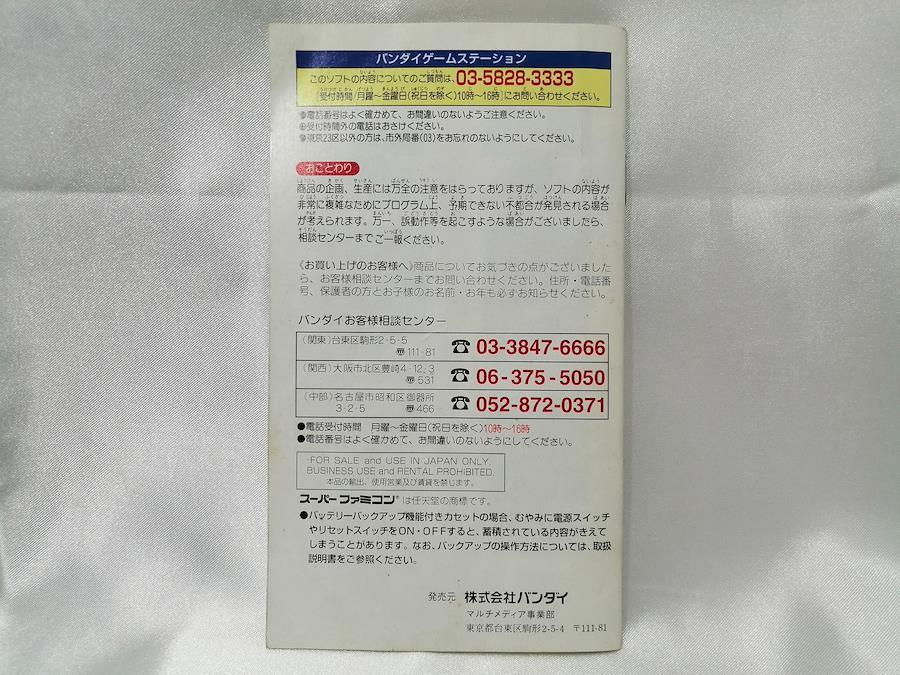 バンダイゲームステーション
このソフトの内容についてのご質問は、03-5828-3333
[受付時間/月曜～金曜日(祝日を除く)10時～16時]にお問い合わせください。
●電話番号はよく確かめて、お間違いのないようご注意ください。
●受付時間外の電話はおさけください。
●東京23区以外の方は、市外局番(03)をお忘れのないようにしてください。
おことわり
商品の企画、生産には万全の注意をはらっておりますが、ソフトの内容が
非常に複雑なためにプログラム上、予期できない不都合が発見される場合
が考えられます。万一、誤動作等を起こすような場合がございましたら、
相談センターまでご一報ください。
《お買い上げのお客様へ》商品についてお気づきの点がございました
ら、お客様相談センターまでお問い合わせください。住所・電話番
号、保護者の方とお子様のお名前・お年も必ずお知らせください。
バンダイお客様相談センター
(関東)台東区駒形2-5-5
〠111-81 ☎ 03-3847-6666
(関西)大阪市北区豊崎4-12-3
〠531 ☎ 06-375-5050
(中部)名古屋市昭和区御器所
3-2-5 〠466 ☎ 052-872-0371
●電話受付時間 月曜～金曜日(祝日を除く)10時～16時
●電話番号はよく確かめて、お間違いのないようにしてください。
FOR SALE and USE IN JAPAN ONLY.
BUSINESS USE and RENTAL PROHIBITED.
本品の輸出、使用営業及び賃貸を禁じます。
スーパーファミコン®は任天堂の商標です。
●バッテリーバックアップ機能付きカセットの場合、むやみに電源スイッチ
やリセットスイッチをON・OFFすると、蓄積されている内容がきえて
しまうことがあります。なお、バックアップの操作方法については、取扱
説明書をご参照ください。
発売元 株式会社バンダイ
マルチメディア事業部
東京都台東区駒形2-5-4 〒111-81